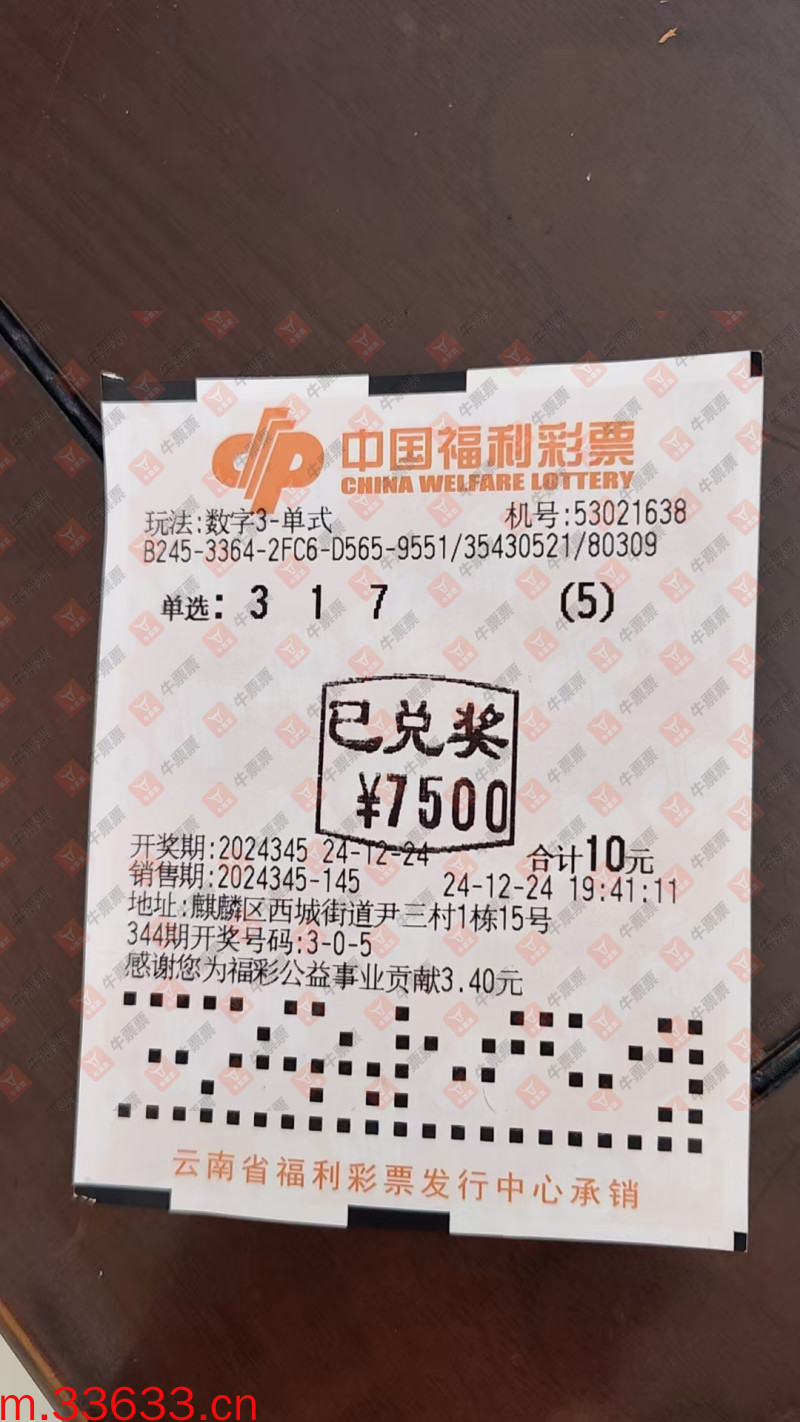 中国福利彩票
CHINA WELFARE LOTTERY
玩法:数字3-单式 机号:53021638
B245-3364-2FC6-D565-9551/35430521/80309
单选: 3 1 7 (5)
已兑奖
¥7500
开奖期:2024345 24-12-24 合计10元
销售期:2024345-145 24-12-24 19:41:11
地址:麒麟区西城街道尹三村1栋15号
344期开奖号码:3-0-5
感谢您为福彩公益事业贡献3.40元
云南省福利彩票发行中心承销
牛票票
m.33633.cn